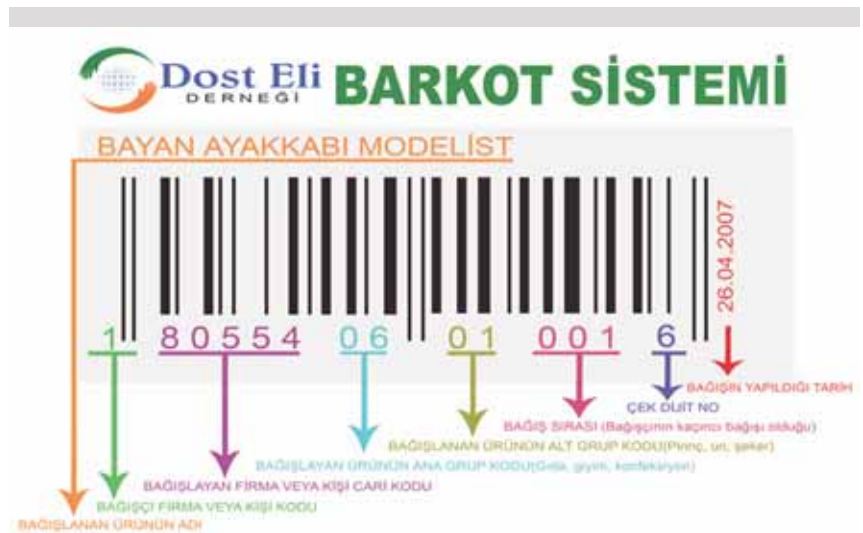 Dost Eli
DERNEĞİ
BARKOT SİSTEMİ
BAYAN AYAKKABI MODELİST
26.04.2007
1 80554 06 01 001 6
BAĞIŞIN YAPILDIĞI TARİH
ÇEK DİJİT NO
BAĞIŞ SIRASI (Bağışçının kaçıncı bağışı olduğu)
BAĞIŞLANAN ÜRÜNÜN ALT GRUP KODU(Pirinç, un, şeker)
BAĞIŞLAYAN ÜRÜNÜN ANA GRUP KODU(Gıda, giyim, konfeksiyon)
BAĞIŞLAYAN FİRMA VEYA KİŞİ CARİ KODU
BAĞIŞÇI FİRMA VEYA KİŞİ KODU
BAĞIŞLANAN ÜRÜNÜN ADI